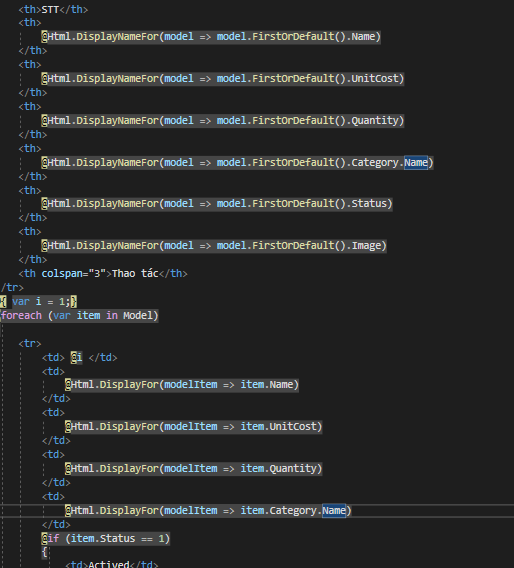 <th>STT</th>
<th>
@Html.DisplayNameFor(model => model.FirstOrDefault().Name)
</th>
<th>
@Html.DisplayNameFor(model => model.FirstOrDefault().UnitCost)
</th>
<th>
@Html.DisplayNameFor(model => model.FirstOrDefault().Quantity)
</th>
<th>
@Html.DisplayNameFor(model => model.FirstOrDefault().Category.Name)
</th>
<th>
@Html.DisplayNameFor(model => model.FirstOrDefault().Status)
</th>
<th>
@Html.DisplayNameFor(model => model.FirstOrDefault().Image)
</th>
<th colspan="3">Thao tác</th>
/tr>
{ var i = 1;}
foreach (var item in Model)
<tr>
<td> @i </td>
<td>
@Html.DisplayFor(modelItem => item.Name)
</td>
<td>
@Html.DisplayFor(modelItem => item.UnitCost)
</td>
<td>
@Html.DisplayFor(modelItem => item.Quantity)
</td>
<td>
@Html.DisplayFor(modelItem => item.Category.Name)
</td>
@if (item.Status == 1)
{
<td>Actived</td>